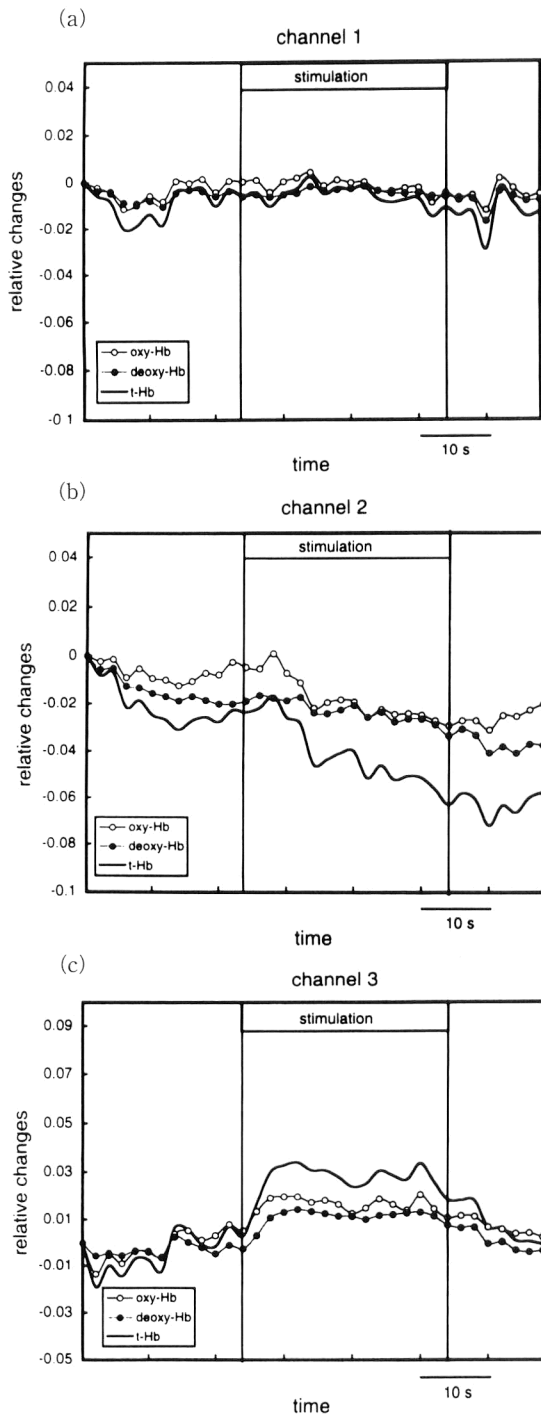 (a)
channel 1
stimulation
0.04
0.02
0
-0.02
-0.04
-0.06
-0.08
-0.1
relative changes
oxy-Hb
deoxy-Hb
t-Hb
10 s
time
(b)
channel 2
stimulation
0.04
0.02
0
-0.02
-0.04
-0.06
-0.08
-0.1
relative changes
oxy-Hb
deoxy-Hb
t-Hb
10 s
time
(c)
channel 3
stimulation
0.09
0.07
0.05
0.03
0.01
-0.01
-0.03
-0.05
relative changes
oxy-Hb
deoxy-Hb
t-Hb
10 s
time